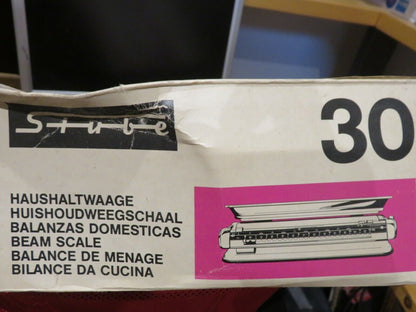 Stube
30
HAUSHALTWAAGE
HUISHOUDWEEGSCHAAL
BALANZAS DOMESTICAS
BEAM SCALE
BALANCE DE MENAGE
BILANCE DA CUCINA